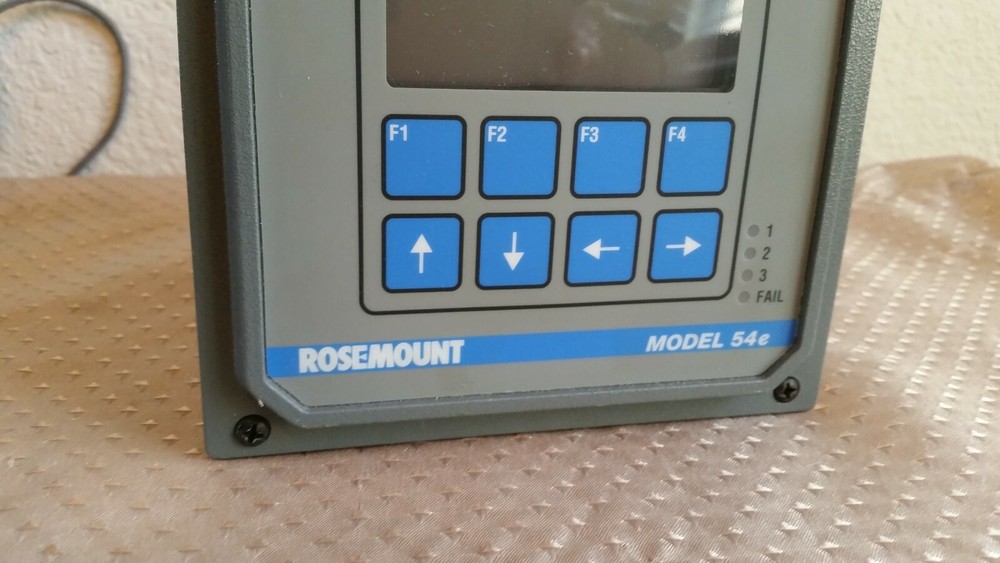 F1 F2 F3 F4
↑ ↓ ← →
1
2
3
FAIL
ROSEMOUNT MODEL 54e